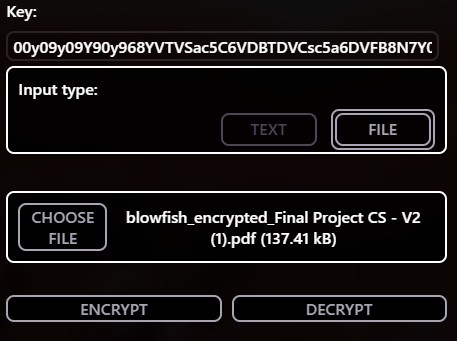 Key:
00y09y09Y90y968YVTVSac5C6VDBTDVCsc5a6DVFB8N7Y0
Input type:
TEXT
FILE
CHOOSE
FILE
blowfish_encrypted_Final Project CS - V2
(1).pdf (137.41 kB)
ENCRYPT
DECRYPT